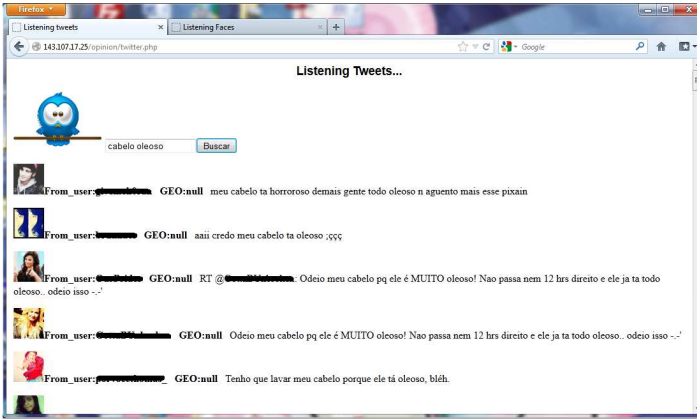 Firefox
Listening tweets
Listening Faces
143.107.17.25/opinion/twitter.php
Google
Listening Tweets...
cabelo oleoso
Buscar
From_user: GEO:null meu cabelo ta horroroso demais gente todo oleoso n aguento mais esse pixain
From_user: GEO:null aaii credo meu cabelo ta oleoso ;ççç
From_user: GEO:null RT @: Odeio meu cabelo pq ele é MUITO oleoso! Nao passa nem 12 hrs direito e ele ja ta todo
oleoso.. odeio isso -.-'
From_user: GEO:null Odeio meu cabelo pq ele é MUITO oleoso! Nao passa nem 12 hrs direito e ele ja ta todo oleoso.. odeio isso -.-'
From_user: GEO:null Tenho que lavar meu cabelo porque ele tá oleoso, bléh.